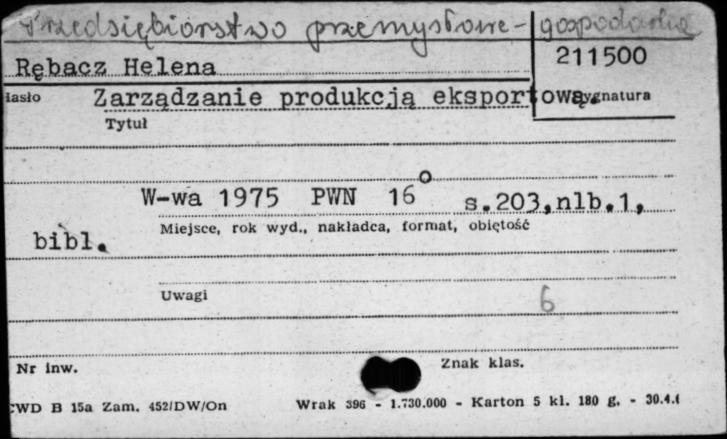 Przedsiębiorstwo przemysłowe - gospodarka
Rębacz Helena
211500
iasło Zarządzanie produkcją eksportową. Sygnatura
Tytuł
W-wa 1975 PWN 16° s.203,nlb.1,
Miejsce, rok wyd., nakładca, format, objętość
bibl.
Uwagi
6
Nr inw.
Znak klas.
CWD B 15a Zam. 452/DW/On Wrak 396 - 1.730.000 - Karton 5 kl. 180 g. - 30.4.6